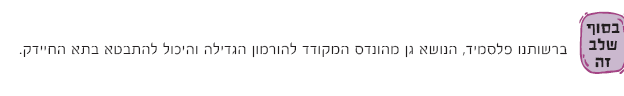 בסוף
שלב
זה
ברשותנו פלסמיד, הנושא גן מהונדס המקודד להורמון הגדילה והיכול להתבטא בתא החיידק.